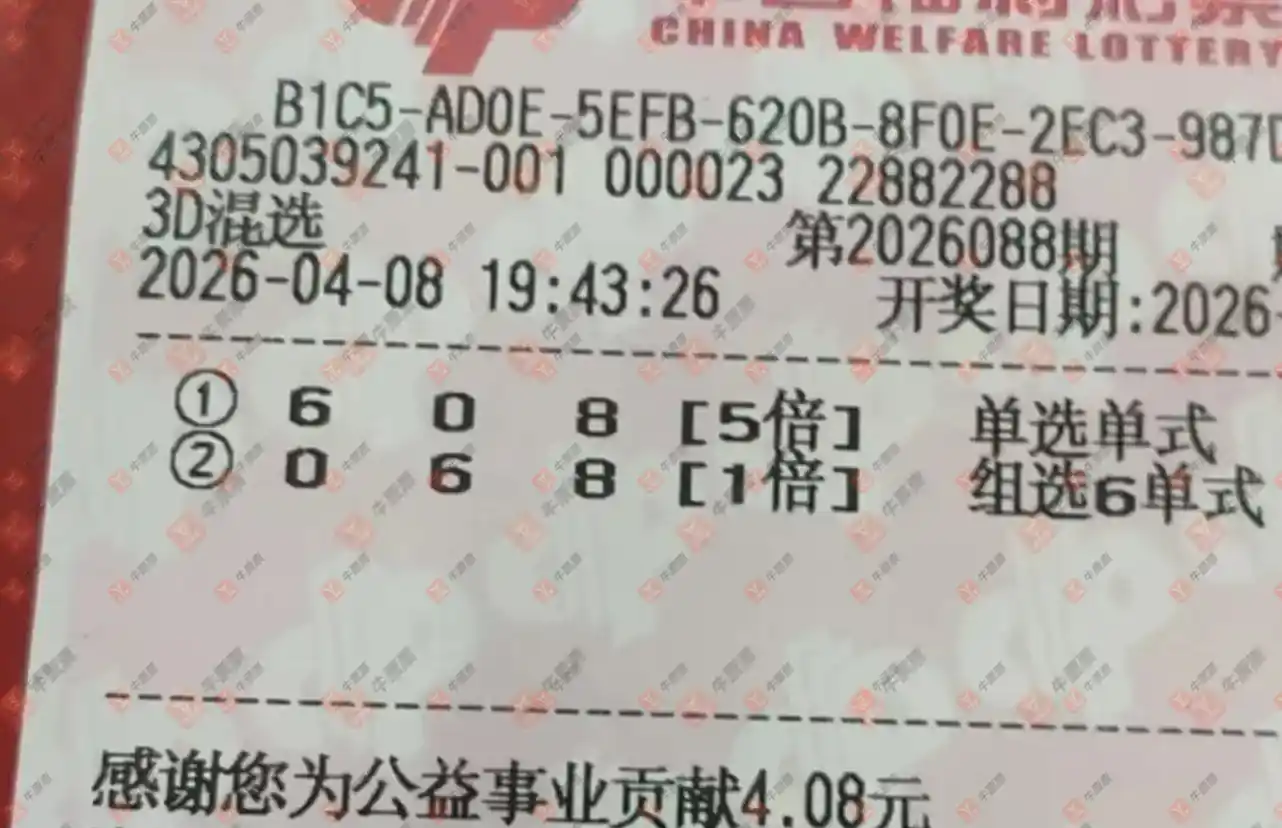 CHINA WELFARE LOTTERY
B1C5-AD0E-5EFB-620B-8F0E-2EC3-987D
4305039241-001 000023 22882288
3D混选 第2026088期
2026-04-08 19:43:26 开奖日期:2026-
① 6 0 8 [5倍] 单选单式
② 0 6 8 [1倍] 组选6单式
感谢您为公益事业贡献4.08元